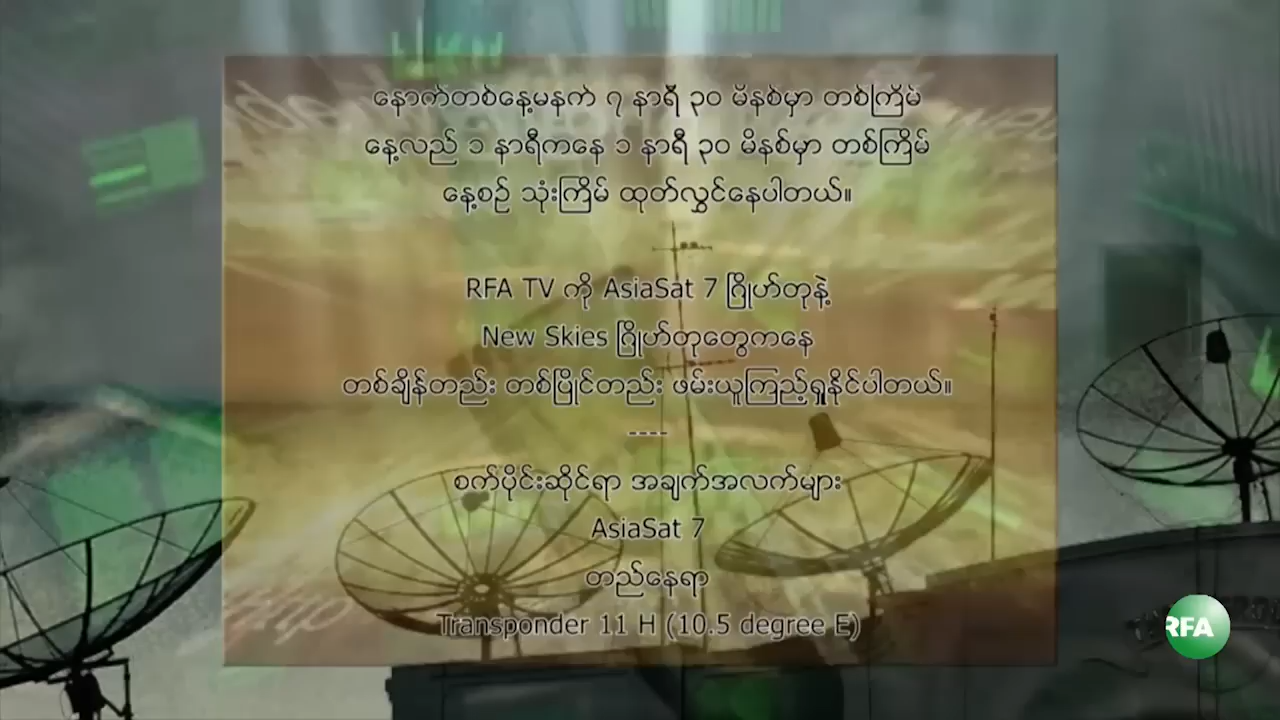 နောက်တစ်နေ့မနက် ၇ နာရီ ၃၀ မိနစ်မှာ တစ်ကြိမ်
နေ့လည် ၁ နာရီကနေ ၁ နာရီ ၃၀ မိနစ်မှာ တစ်ကြိမ်
နေ့စဉ် သုံးကြိမ် ထုတ်လွှင်နေပါတယ်။
RFA TV ကို AsiaSat 7 ဂြိုဟ်တုနဲ့
New Skies ဂြိုဟ်တုတွေကနေ
တစ်ချိန်တည်း တစ်ပြိုင်တည်း ဖမ်းယူကြည့်ရှုနိုင်ပါတယ်။
----
စက်ပိုင်းဆိုင်ရာ အချက်အလက်များ
AsiaSat 7
တည်နေရာ
Transponder 11 H (10.5 degree E)
RFA